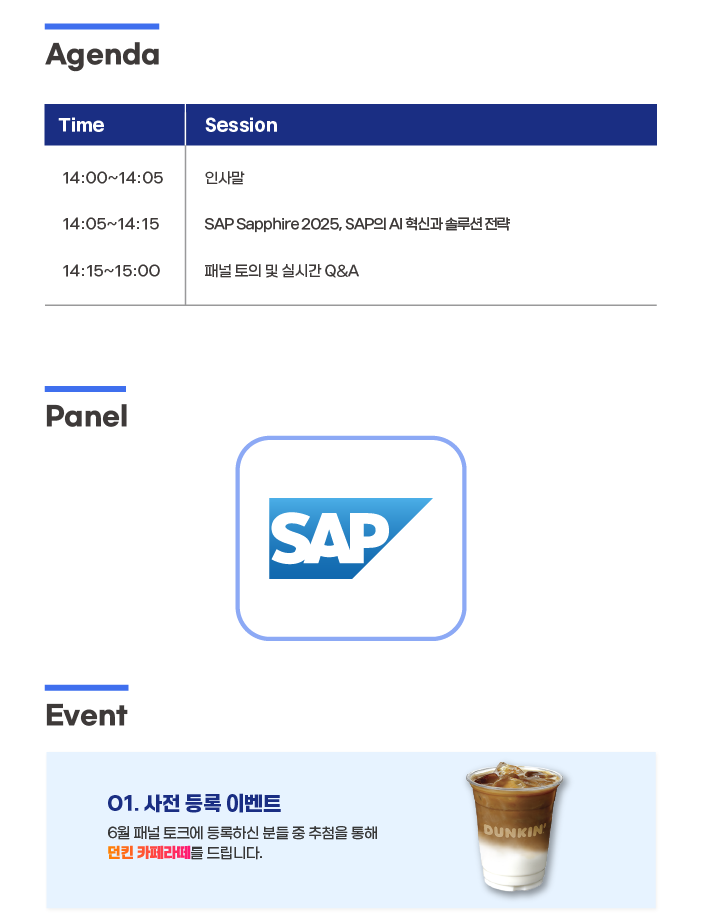 Agenda
Time Session
14:00~14:05 인사말
14:05~14:15 SAP Sapphire 2025, SAP의 AI 혁신과 솔루션 전략
14:15~15:00 패널 토의 및 실시간 Q&A
Panel
SAP
Event
01. 사전 등록 이벤트
6월 패널 토크에 등록하신 분들 중 추첨을 통해
던킨 카페라떼를 드립니다.
DUNKIN'